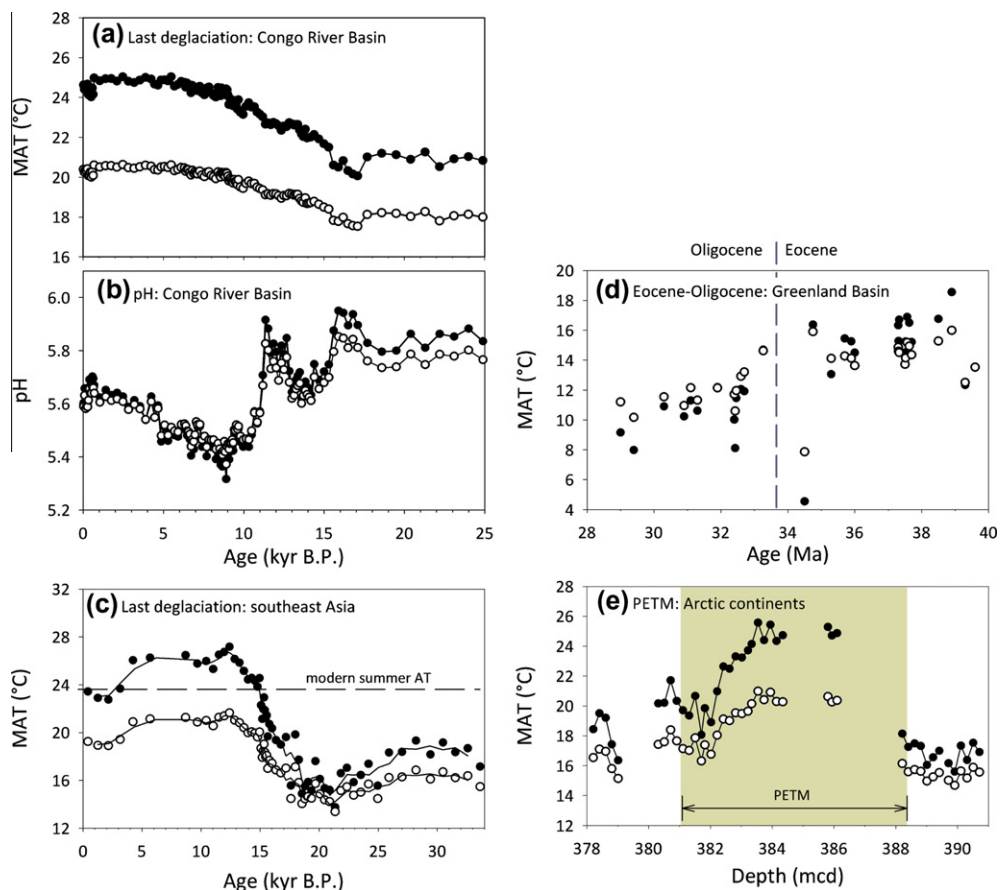 (a) Last deglaciation: Congo River Basin
MAT (°C)
28
26
24
22
20
18
16
(b) pH: Congo River Basin
pH
6.0
5.8
5.6
5.4
5.2
0 5 10 15 20 25
Age (kyr B.P.)
(c) Last deglaciation: southeast Asia
modern summer AT
MAT (°C)
32
28
24
20
16
12
0 5 10 15 20 25 30
Age (kyr B.P.)
Oligocene Eocene
(d) Eocene-Oligocene: Greenland Basin
MAT (°C)
20
18
16
14
12
10
8
6
4
28 30 32 34 36 38 40
Age (Ma)
(e) PETM: Arctic continents
MAT (°C)
28
26
24
22
20
18
16
14
12
PETM
378 380 382 384 386 388 390
Depth (mcd)